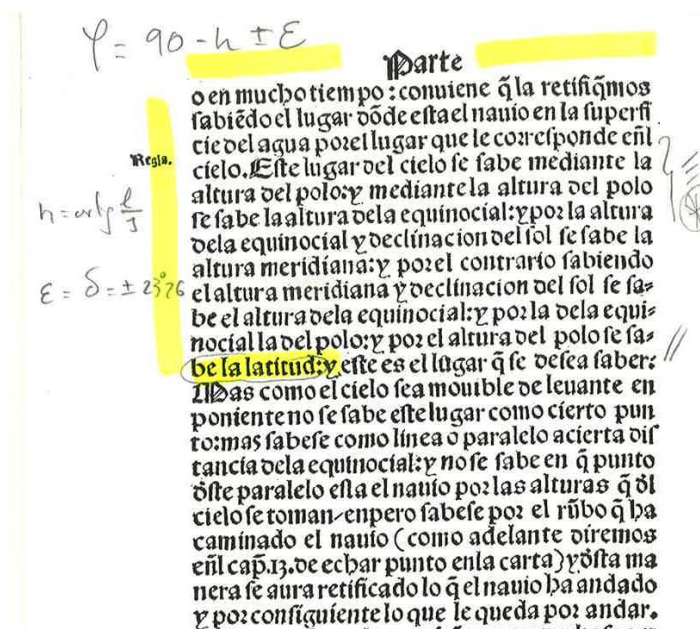 φ = 90 - h ± ε
Parte
o en mucho tiempo: conuiene q̃ la retifiq̃mos
sabiẽdo el lugar dõde esta el nauio en la superfi
cie del agua por el lugar que le corresponde eñl
Regla.
cielo. Este lugar del cielo se sabe mediante la
altura del polo: y mediante la altura del polo
se sabe la altura dela equinocial: y por la altura
dela equinocial y declinacion del sol se sabe la
altura meridiana: y por el contrario sabiendo
ε = δ = ± 23°26
el altura meridiana y declinacion del sol se sa-
be el altura dela equinocial: y por la dela equi-
nocial la del polo: y por el altura del polo se sa-
be la latitud: y este es el lugar q̃ se desea saber:
Mas como el cielo sea mouible de leuante en
poniente no se sabe este lugar como cierto pun
to: mas sabese como linea o paralelo a cierta dis
tancia dela equinocial: y no se sabe en q̃ punto
d̃ste paralelo esta el nauio por las alturas q̃ d̃l
cielo se toman enpero sabese por el rũbo q̃ ha
caminado el nauio (como adelante diremos
eñl cap̃. 13. de echar punto enla carta) y d̃sta ma
nera se aura retificado lo q̃ el nauio ha andado
y por consiguiente lo que le queda por andar.